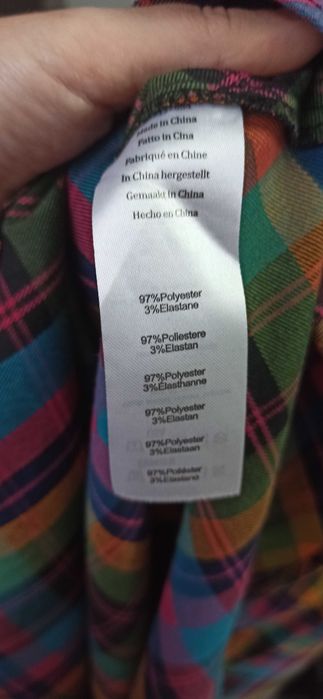 Made in China
Fatto in Cina
Fabriqué en Chine
In China hergestellt
Gemaakt in China
Hecho en China
97%Polyester
3%Elastane
97%Poliestere
3%Elastan
97%Polyester
3%Elasthanne
97%Polyester
3%Elastan
97%Polyester
3%Elastaan
97%Poliéster
3%Elastano